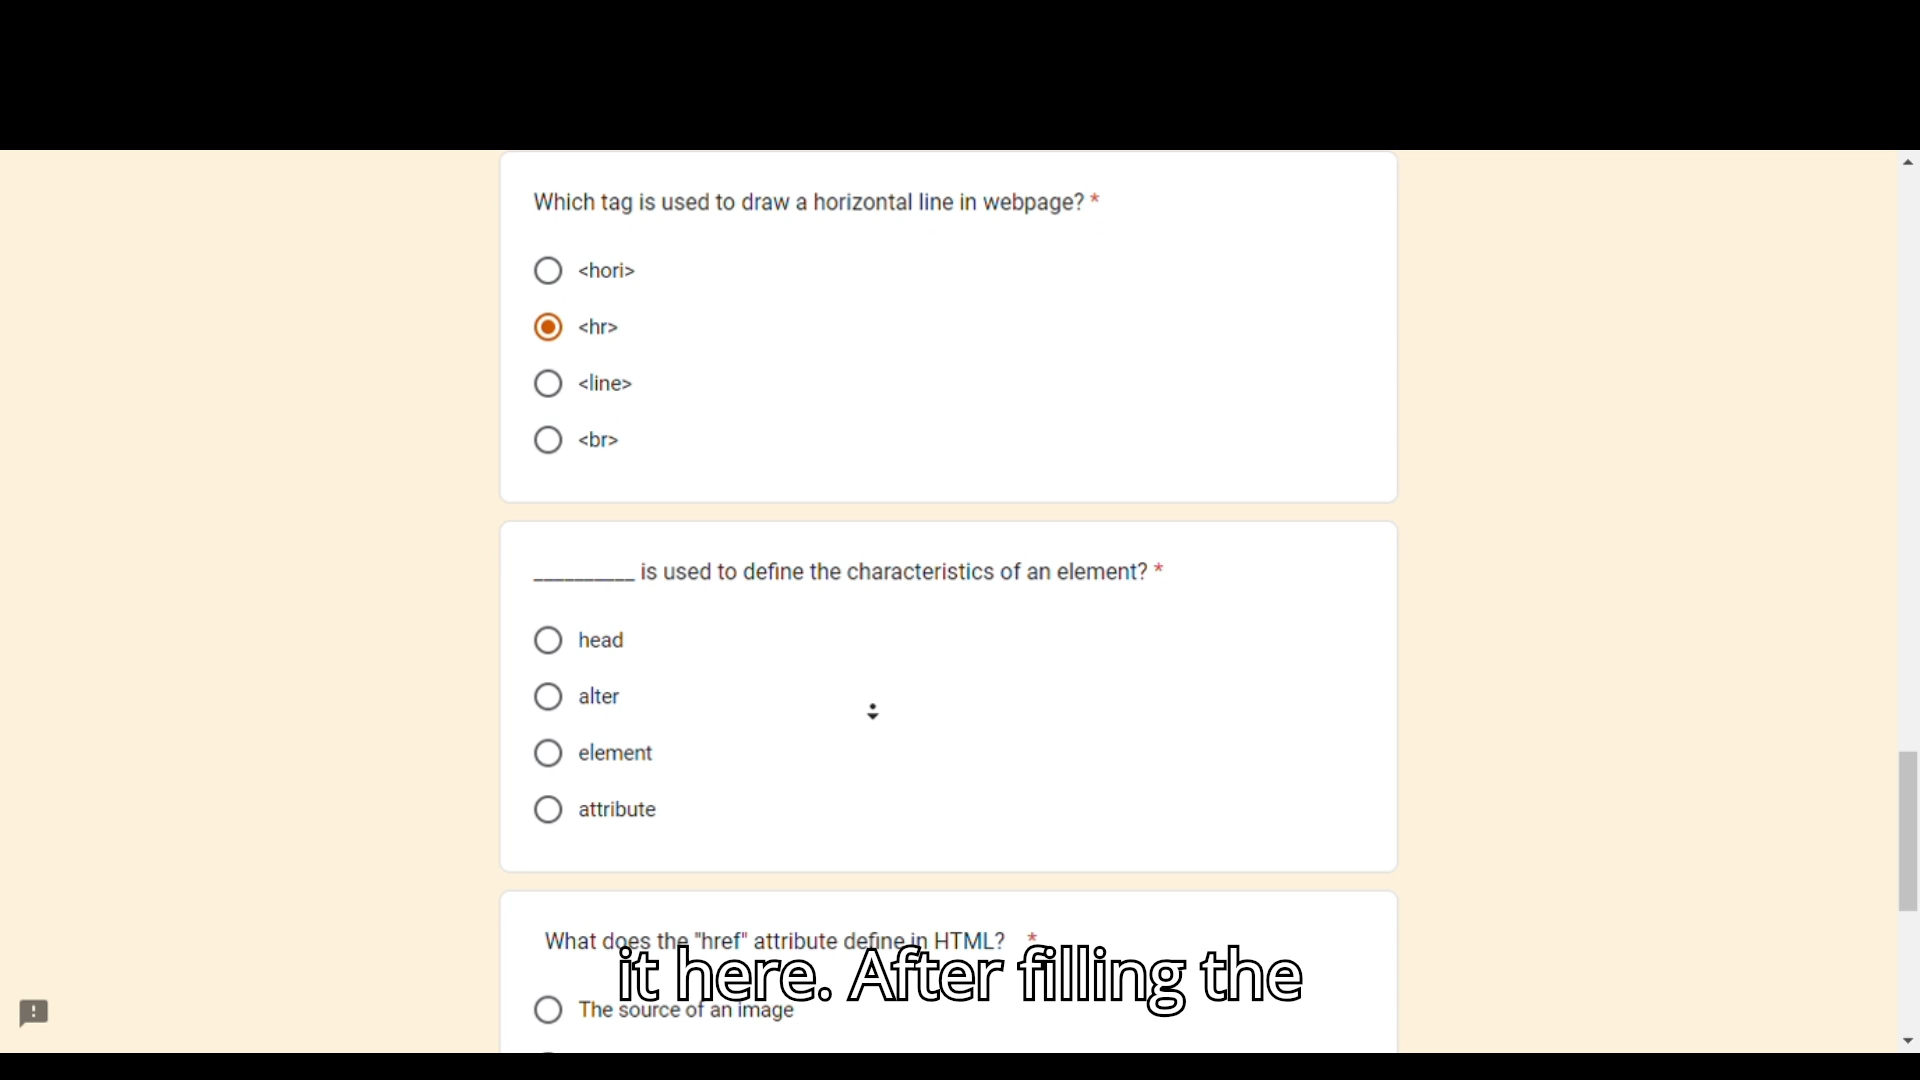 Which tag is used to draw a horizontal line in webpage? *
<hori>
<hr>
<line>
<br>
__________ is used to define the characteristics of an element? *
head
alter
element
attribute
What does the "href" attribute define in HTML? *
it here. After filling the
The source of an image